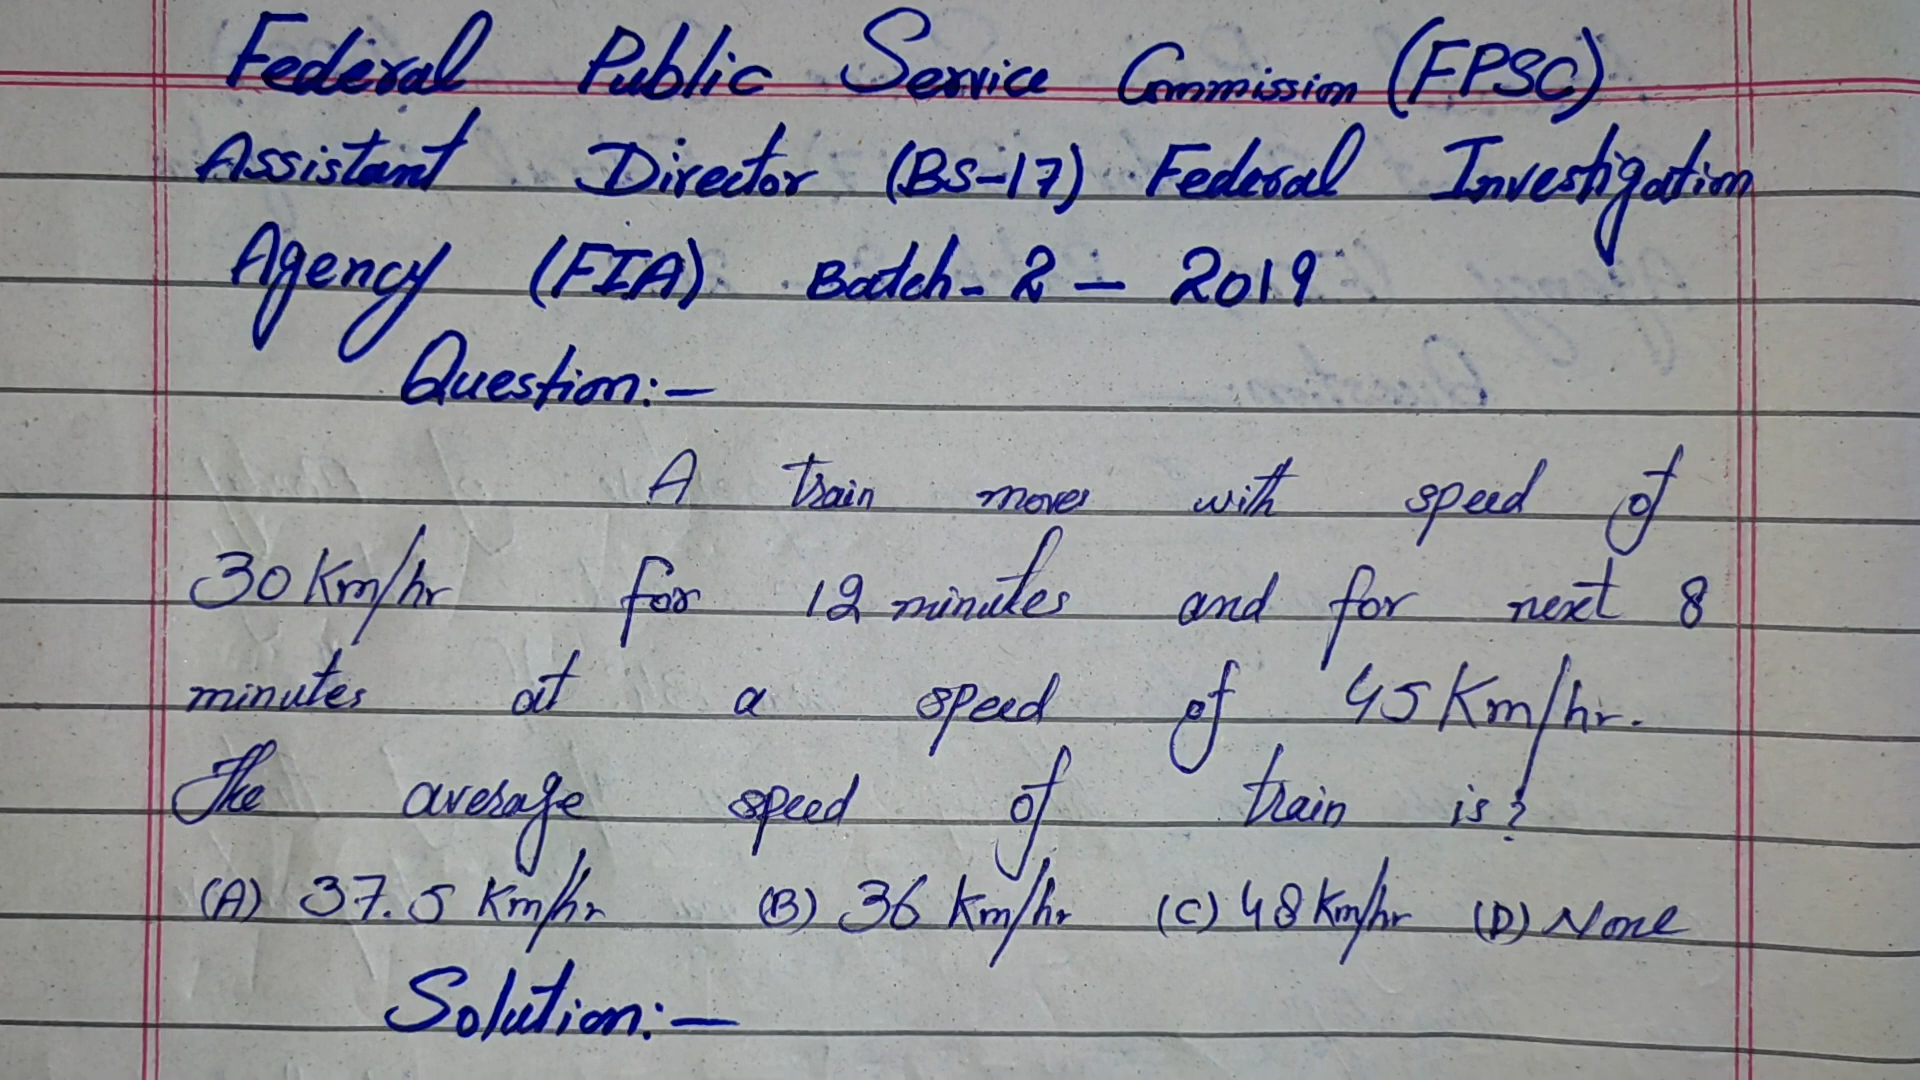 Federal Public Service Commission (FPSC)
Assistant Director (BS-17) Federal Investigation
Agency (FIA) Batch-2 – 2019
Question:-
A train moves with speed of
30 Km/hr for 12 minutes and for next 8
minutes at a speed of 45 Km/hr.
The average speed of train is?
(A) 37.5 Km/hr (B) 36 Km/hr (C) 48 Km/hr (D) None
Solution:-